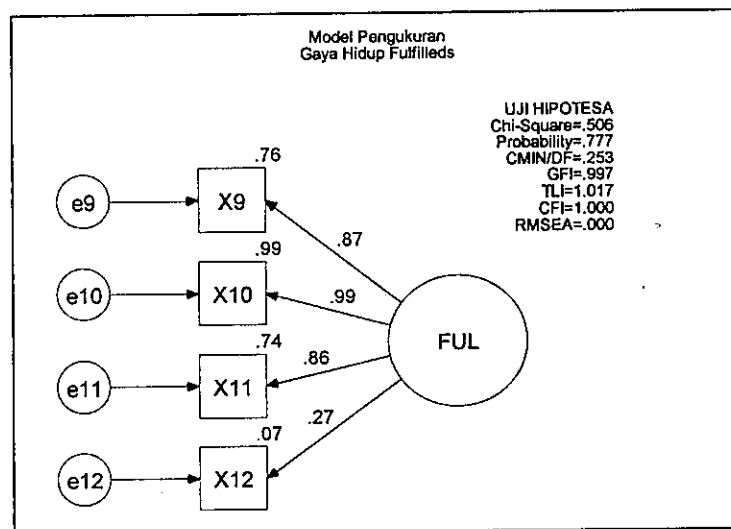 Model Pengukuran
Gaya Hidup Fulfilleds
UJI HIPOTESA
Chi-Square=.506
Probability=.777
CMIN/DF=.253
GFI=.997
TLI=1.017
CFI=1.000
RMSEA=.000
.76
e9
X9
.87
.99
e10
X10
.99
FUL
.74
e11
X11
.86
.27
.07
e12
X12